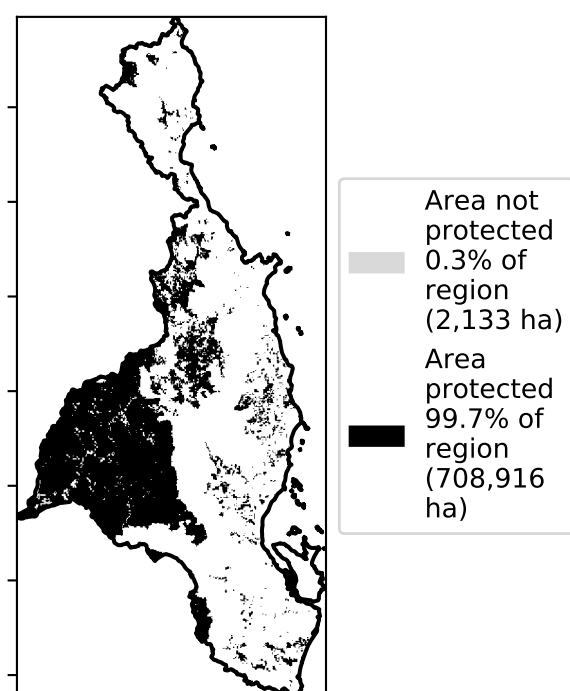 Area not
protected
0.3% of
region
(2,133 ha)
Area
protected
99.7% of
region
(708,916
ha)